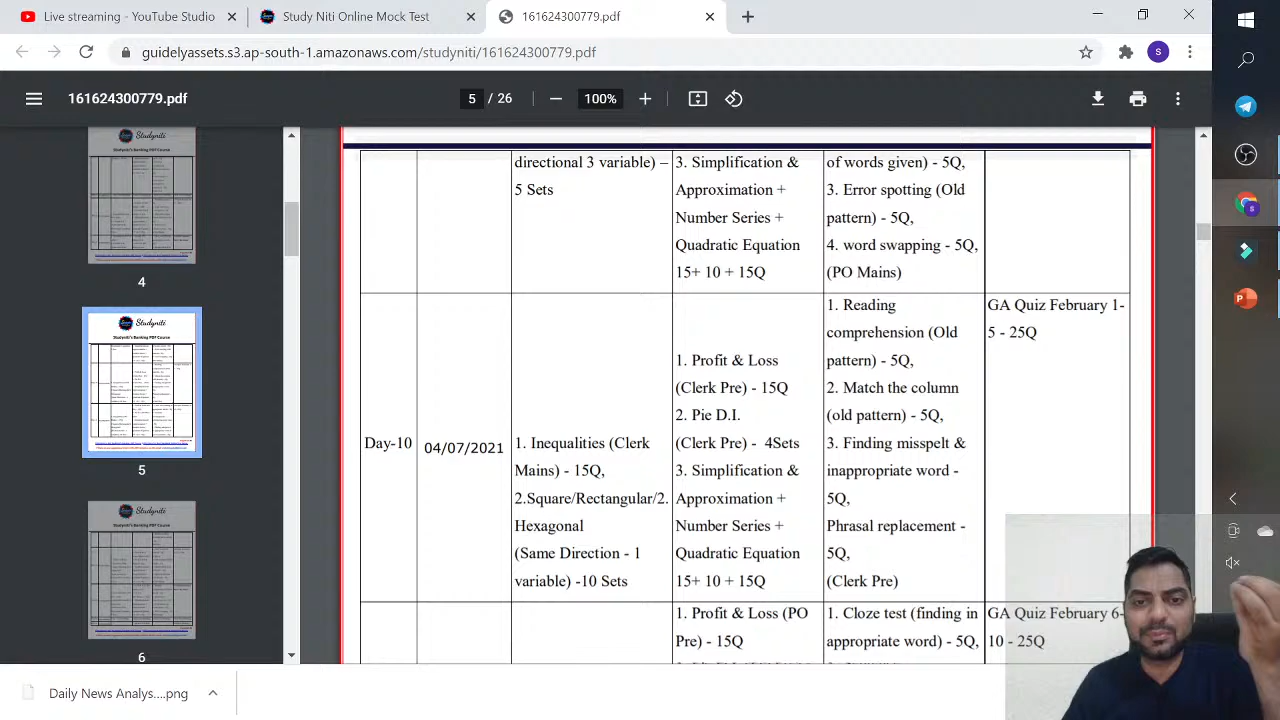 Live streaming - YouTube Studio
Study Niti Online Mock Test
161624300779.pdf
guidelyassets.s3.ap-south-1.amazonaws.com/studyniti/161624300779.pdf
S
161624300779.pdf
5 / 26
100%
4
5
6
directional 3 variable) –
5 Sets
3. Simplification &
Approximation +
Number Series +
Quadratic Equation
15+ 10 + 15Q
of words given) - 5Q,
3. Error spotting (Old
pattern) - 5Q,
4. word swapping - 5Q,
(PO Mains)
Day-10
04/07/2021
1. Inequlities (Clerk
Mains) - 15Q,
2.Square/Rectangular/2.
Hexagonal
(Same Direction - 1
variable) -10 Sets
1. Profit & Loss
(Clerk Pre) - 15Q
2. Pie D.I.
(Clerk Pre) - 4Sets
3. Simplification &
Approximation +
Number Series +
Quadratic Equation
15+ 10 + 15Q
1. Reading
comprehension (Old
pattern) - 5Q,
2. Match the column
(old pattern) - 5Q,
3. Finding misspelt &
inappropriate word -
5Q,
Phrasal replacement -
5Q,
(Clerk Pre)
GA Quiz February 1-
5 - 25Q
1. Profit & Loss (PO
Pre) - 15Q
1. Cloze test (finding in
appropriate word) - 5Q,
GA Quiz February 6-
10 - 25Q
Daily News Analys....png